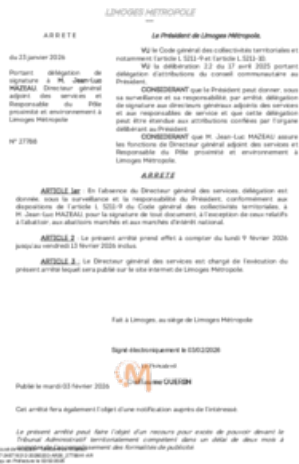 LIMOGES METROPOLE
ARRETE
du 23 janvier 2026
Portant délégation de
signature à M. Jean-Luc
MAZEAU, Directeur général
adjoint des services et
Responsable du Pôle
proximité et environnement à
Limoges Métropole
N° 27788
Le Président de Limoges Métropole,
VU le Code général des collectivités territoriales et
notamment l'article L 5211-9 et l'article L 5211-10.
VU la délibération 2.2 du 17 avril 2025 portant
délégation d'attributions du conseil communautaire au
Président,
CONSIDERANT que le Président peut donner, sous
sa surveillance et sa responsabilité, par arrêté, délégation
de signature aux directeurs généraux adjoints des services
et aux responsables de service et que cette délégation
peut être étendue aux attributions confiées par l'organe
délibérant au Président
CONSIDERANT que M. Jean-Luc MAZEAU assure
les fonctions de Directeur général adjoint des services et
Responsable du Pôle proximité et environnement à
Limoges Métropole.
ARRETE
ARTICLE 1er : En l'absence du Directeur général des services, délégation est
donnée, sous la surveillance et la responsabilité du Président, conformément aux
dispositions de l'article L 5211-9 du Code général des collectivités territoriales, à
M. Jean-Luc MAZEAU, pour la signature de tout document, à l'exception de ceux relatifs
à l'abattoir, aux abattoirs marchés et aux marchés d'intérêt national.
ARTICLE 2 : Le présent arrêté prend effet à compter du lundi 9 février 2026
jusqu'au vendredi 13 février 2026 inclus.
ARTICLE 3 : Le Directeur général des services est chargé de l'exécution du
présent arrêté lequel sera publié sur le site internet de Limoges Métropole.
Fait à Limoges, au siège de Limoges Métropole
Signé électroniquement le 03/02/2026
Le Président
Guillaume GUERIN
Publié le mardi 03 février 2026
Cet arrêté fera également l'objet d'une notification auprès de l'intéressé.
Le présent arrêté peut faire l'objet d'un recours pour excès de pouvoir devant le
Tribunal Administratif territorialement compétent dans un délai de deux mois à
compter de l'accomplissement des formalités de publicité